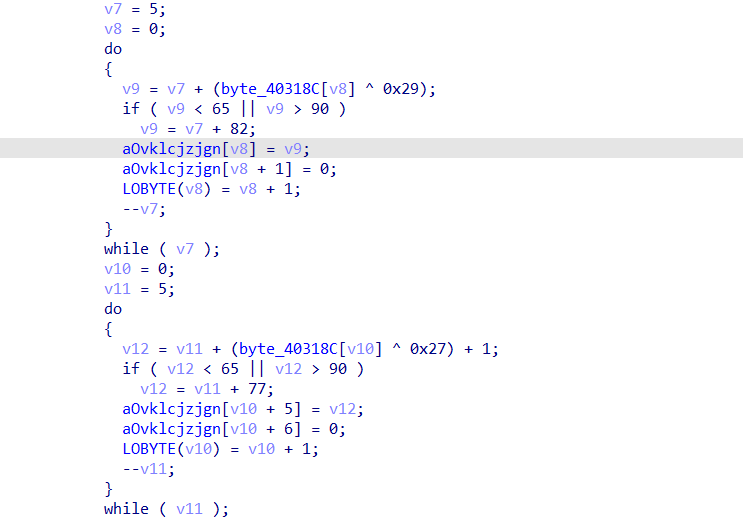 v7 = 5;
v8 = 0;
do
{
v9 = v7 + (byte_40318C[v8] ^ 0x29);
if ( v9 < 65 || v9 > 90 )
v9 = v7 + 82;
aOvklcjzjgn[v8] = v9;
aOvklcjzjgn[v8 + 1] = 0;
LOBYTE(v8) = v8 + 1;
--v7;
}
while ( v7 );
v10 = 0;
v11 = 5;
do
{
v12 = v11 + (byte_40318C[v10] ^ 0x27) + 1;
if ( v12 < 65 || v12 > 90 )
v12 = v11 + 77;
aOvklcjzjgn[v10 + 5] = v12;
aOvklcjzjgn[v10 + 6] = 0;
LOBYTE(v10) = v10 + 1;
--v11;
}
while ( v11 );